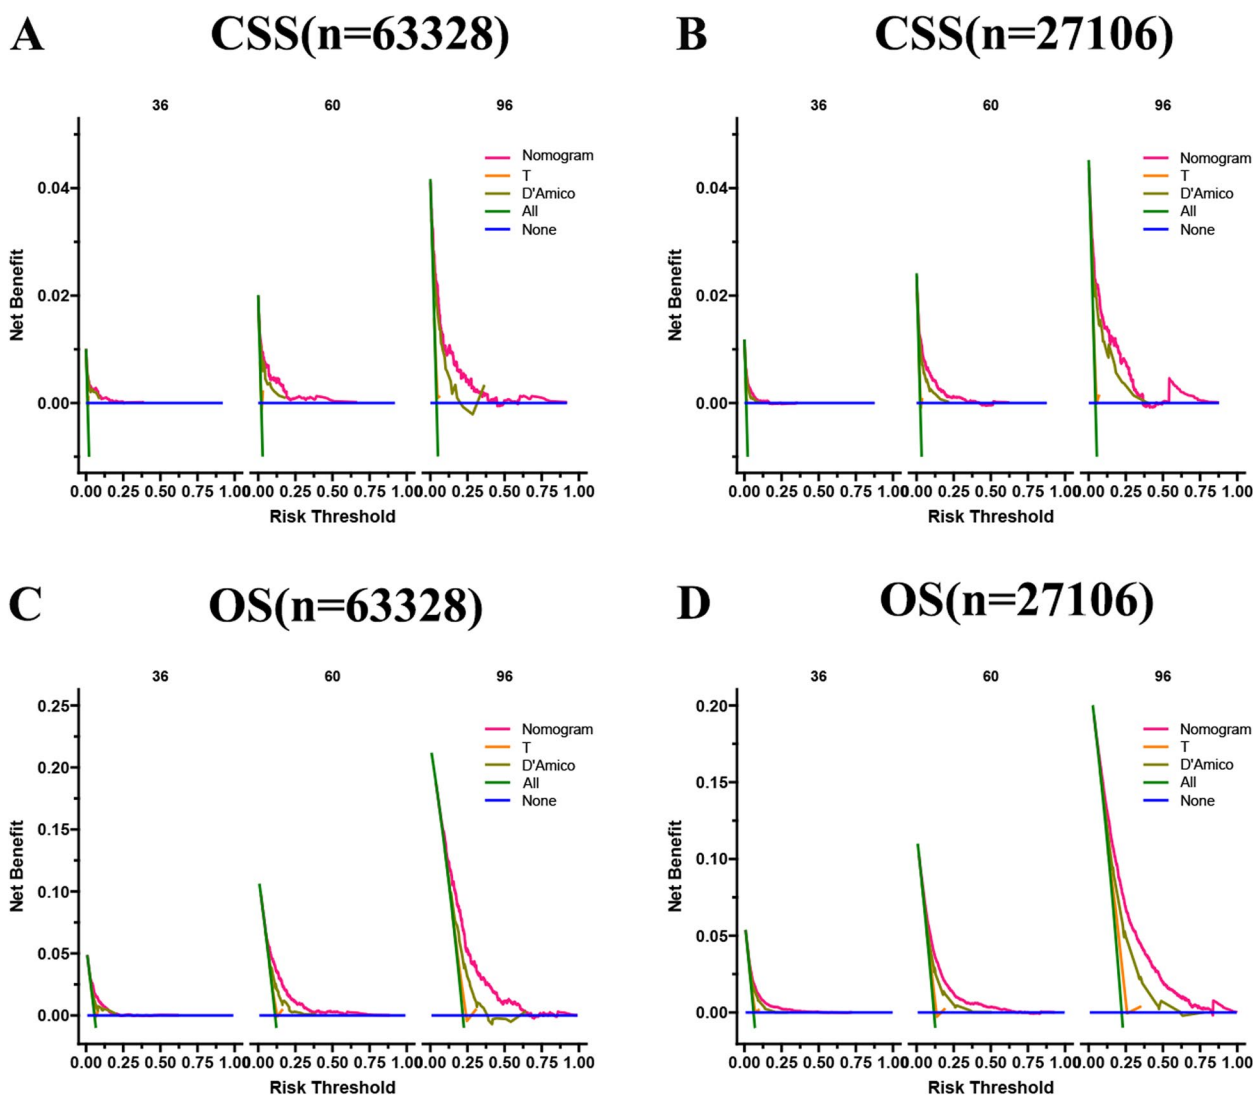 A CSS(n=63328)
36 60 96
Nomogram
T
D'Amico
All
None
0.04
0.02
0.00
Net Benefit
0.00 0.25 0.50 0.75 1.00 0.00 0.25 0.50 0.75 1.00 0.00 0.25 0.50 0.75 1.00
Risk Threshold
B CSS(n=27106)
36 60 96
Nomogram
T
D'Amico
All
None
0.04
0.02
0.00
Net Benefit
0.00 0.25 0.50 0.75 1.00 0.00 0.25 0.50 0.75 1.00 0.00 0.25 0.50 0.75 1.00
Risk Threshold
C OS(n=63328)
36 60 96
Nomogram
T
D'Amico
All
None
0.25
0.20
0.15
0.10
0.05
0.00
Net Benefit
0.00 0.25 0.50 0.75 1.00 0.00 0.25 0.50 0.75 1.00 0.00 0.25 0.50 0.75 1.00
Risk Threshold
D OS(n=27106)
36 60 96
Nomogram
T
D'Amico
All
None
0.20
0.15
0.10
0.05
0.00
Net Benefit
0.00 0.25 0.50 0.75 1.00 0.00 0.25 0.50 0.75 1.00 0.00 0.25 0.50 0.75 1.00
Risk Threshold